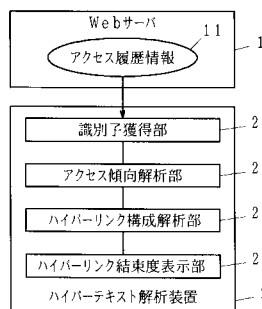 Webサーバ
11
アクセス履歴情報
1
識別子獲得部
2
アクセス傾向解析部
2
ハイパーリンク構成解析部
2
ハイパーリンク結束度表示部
2
ハイパーテキスト解析装置